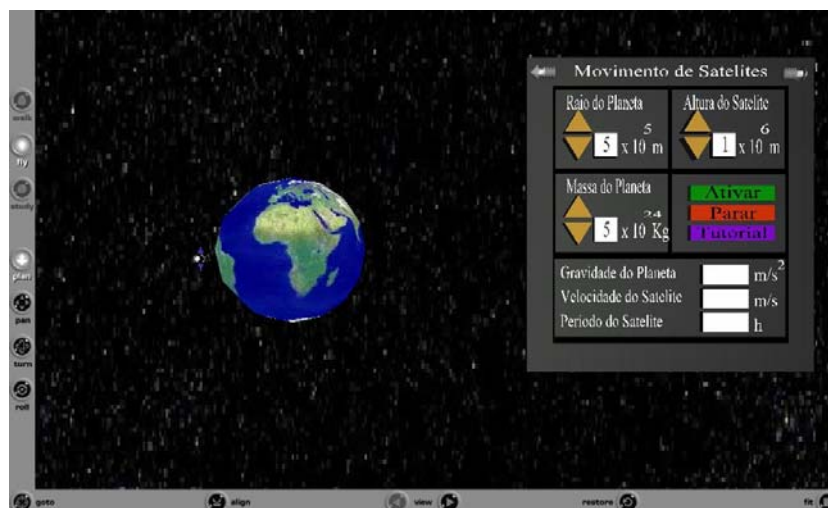 walk
fly
study
plan
pan
turn
roll
Movimento de Satelites
Raio do Planeta
5 x 10 5 m
Altura do Satelite
1 x 10 6 m
Massa do Planeta
5 x 10 24 Kg
Ativar
Parar
Tutorial
Gravidade do Planeta m/s2
Velocidade do Satelite m/s
Periodo do Satelite h
goto
align
view
restore
fit